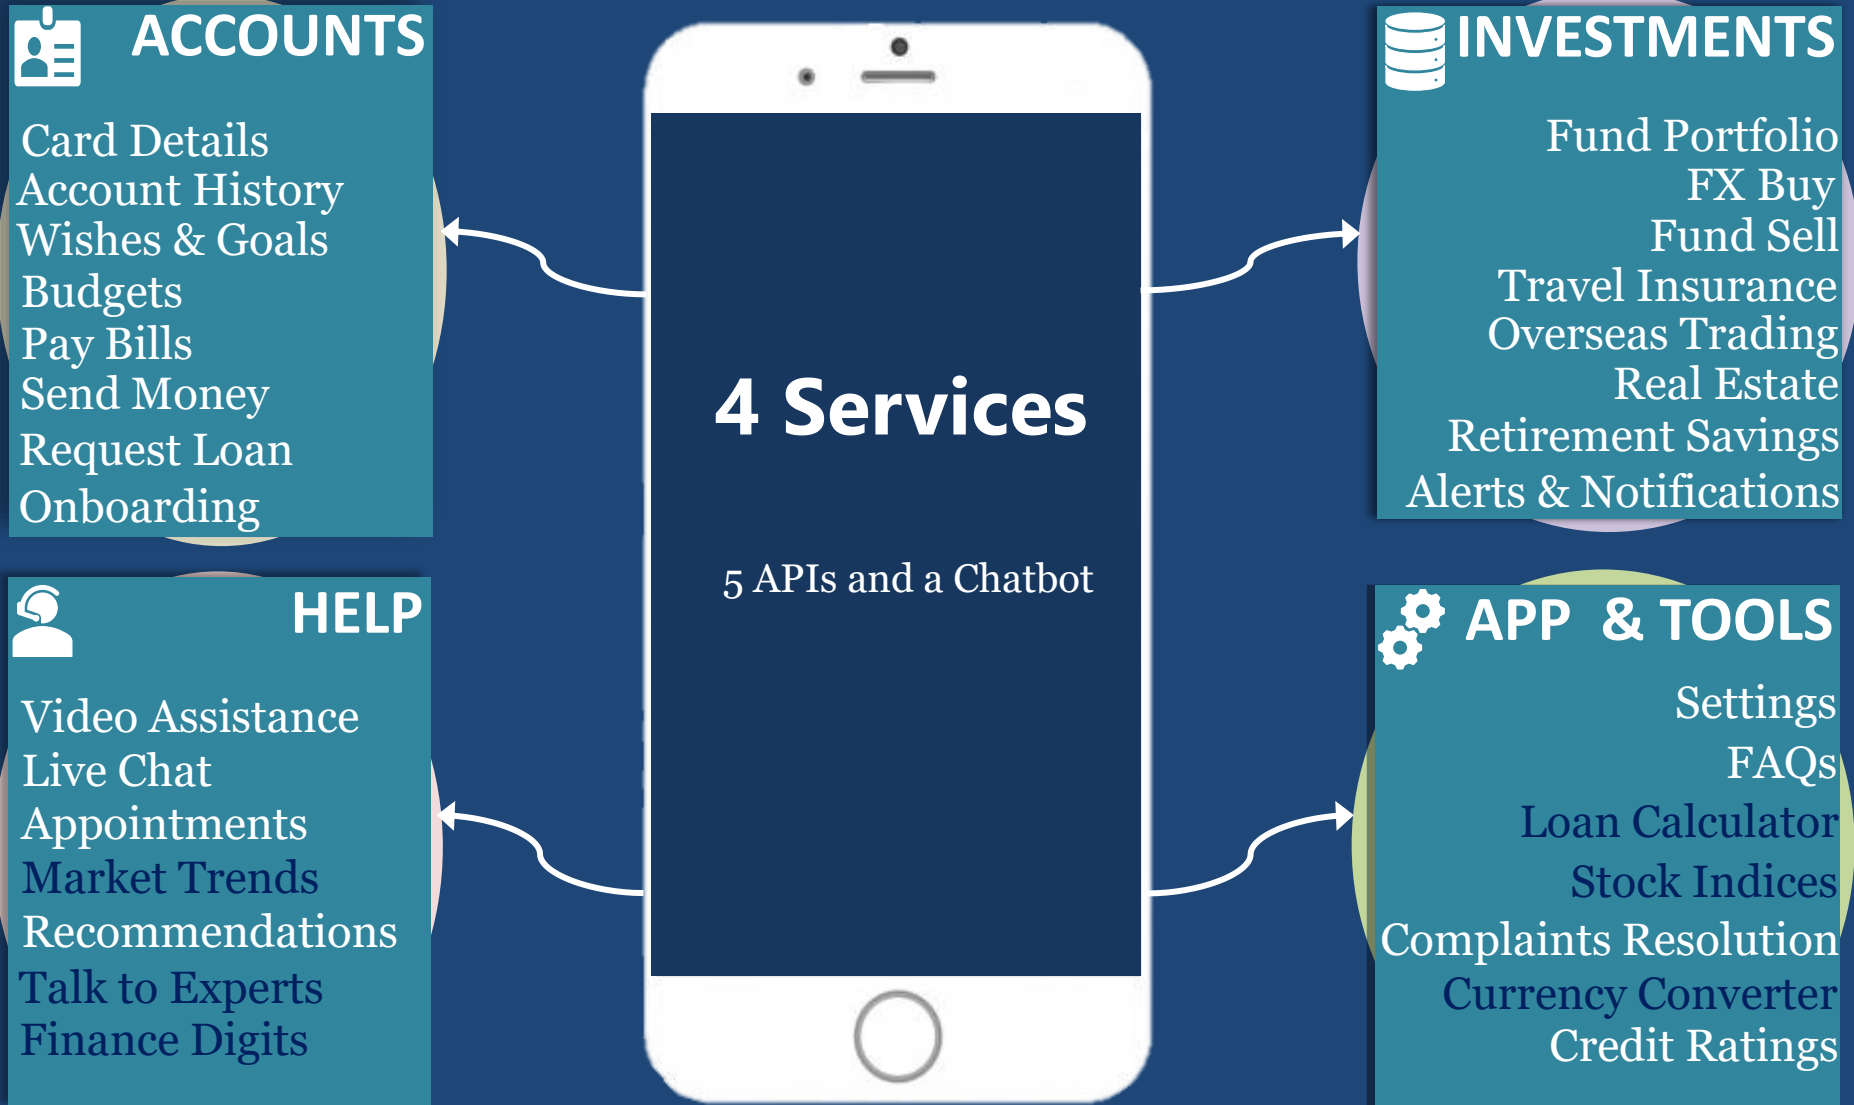 ACCOUNTS
Card Details
Account History
Wishes & Goals
Budgets
Pay Bills
Send Money
Request Loan
Onboarding
HELP
Video Assistance
Live Chat
Appointments
Market Trends
Recommendations
Talk to Experts
Finance Digits
4 Services
5 APIs and a Chatbot
INVESTMENTS
Fund Portfolio
FX Buy
Fund Sell
Travel Insurance
Overseas Trading
Real Estate
Retirement Savings
Alerts & Notifications
APP & TOOLS
Settings
FAQs
Loan Calculator
Stock Indices
Complaints Resolution
Currency Converter
Credit Ratings